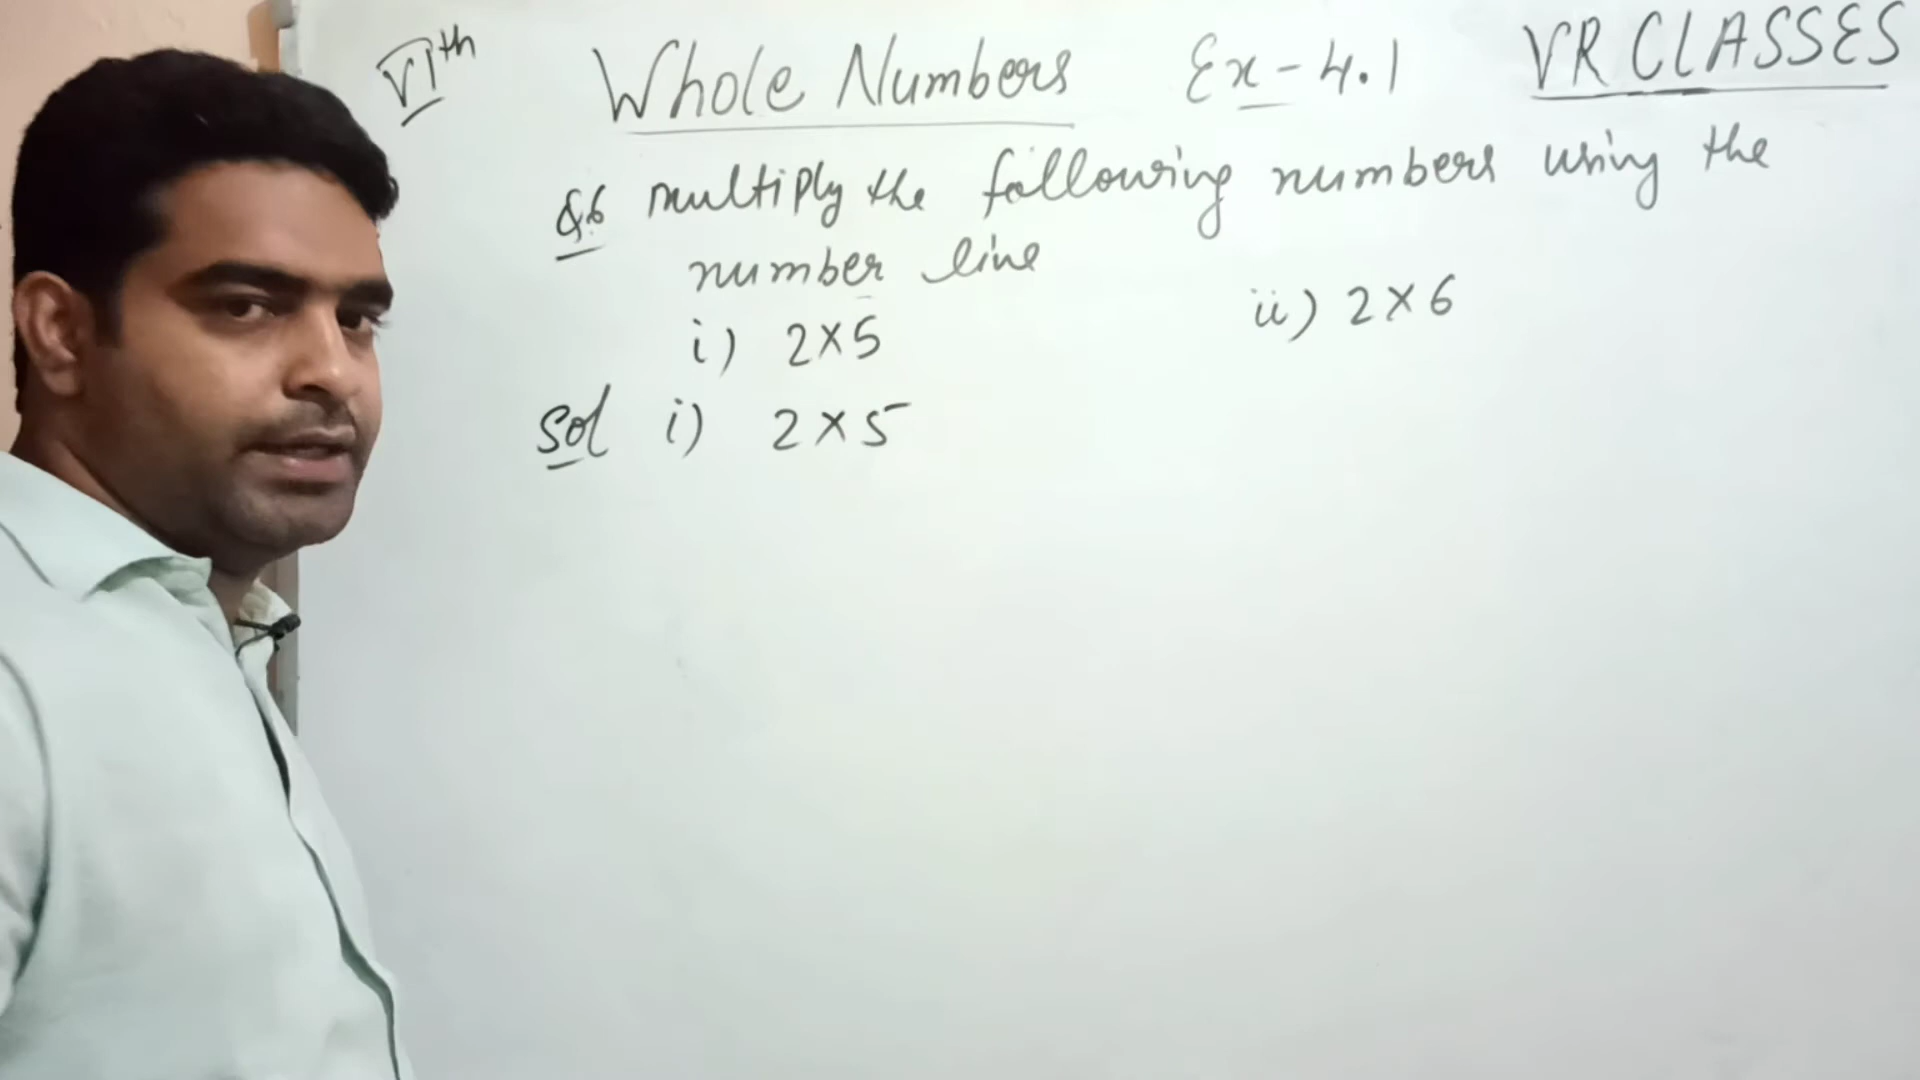 VIth Whole Numbers Ex-4.1 VR CLASSES
Q.6 multiply the following numbers using the
number line
i) 2×5 ii) 2×6
Sol i) 2×5